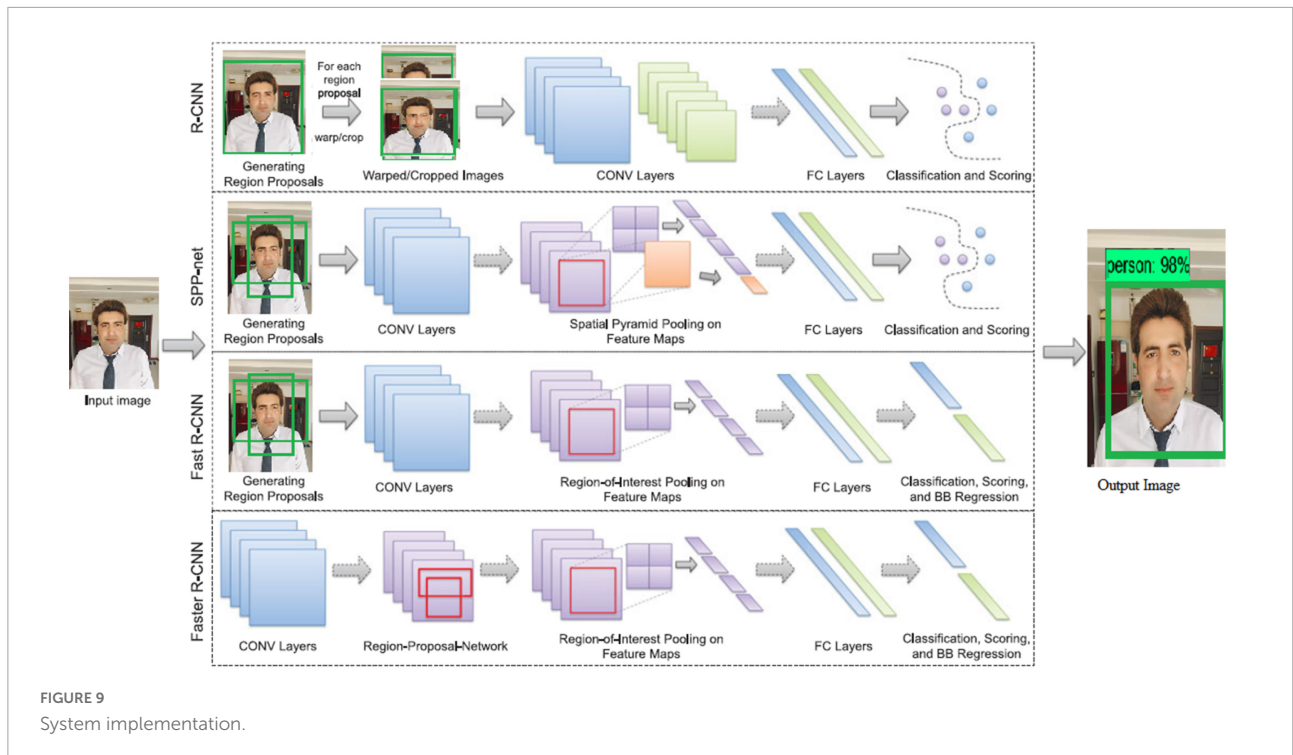 R-CNN
For each
region
proposal
warp/crop
Generating
Region Proposals
Warped/Cropped Images
CONV Layers
FC Layers
Classification and Scoring
SPP-net
Generating
Region Proposals
CONV Layers
Spatial Pyramid Pooling on
Feature Maps
FC Layers
Classification and Scoring
Input image
Fast R-CNN
Generating
Region Proposals
CONV Layers
Region-of-Interest Pooling on
Feature Maps
FC Layers
Classification, Scoring,
and BB Regression
Faster R-CNN
CONV Layers
Region-Proposal-Network
Region-of-Interest Pooling on
Feature Maps
FC Layers
Classification, Scoring,
and BB Regression
person: 98%
Output Image
FIGURE 9
System implementation.